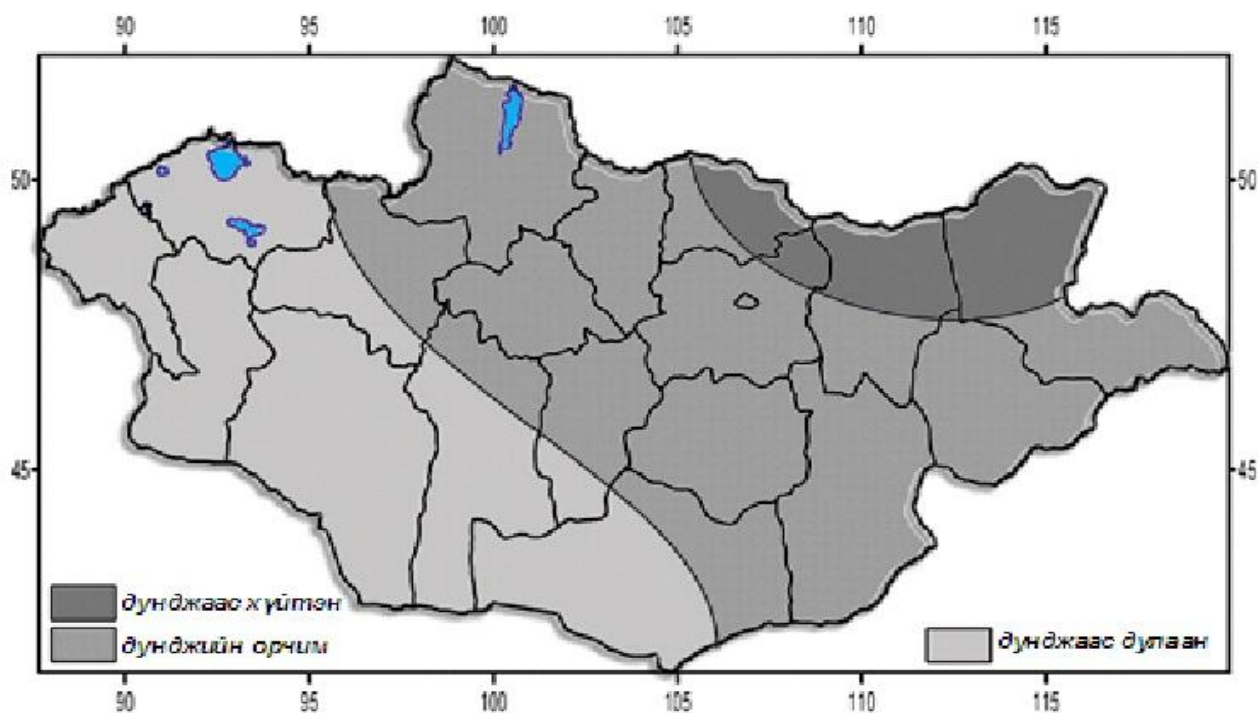 90 95 100 105 110 115
50 50
45 45
дунджаас хүйтэн
дунджийн орчим
дунджаас дулаан
90 95 100 105 110 115